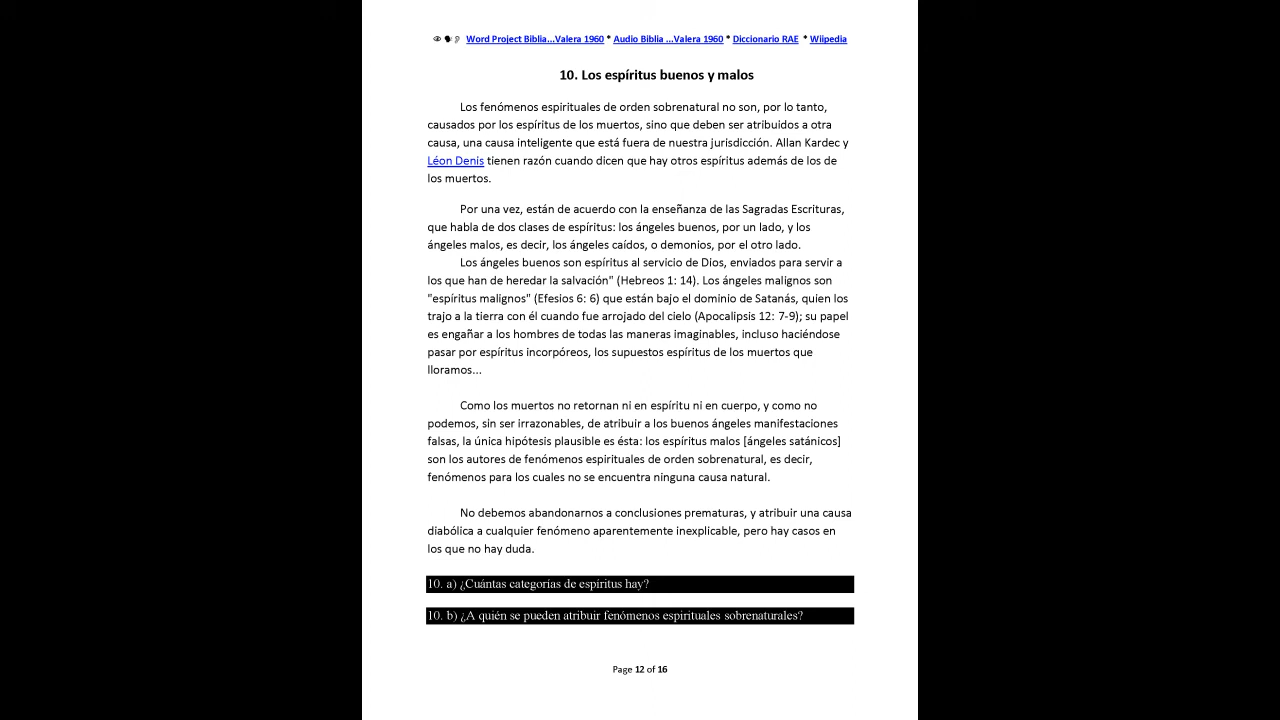 Word Project Biblia...Valera 1960 * Audio Biblia ...Valera 1960 * Diccionario RAE * Wiipedia
10. Los espíritus buenos y malos
Los fenómenos espirituales de orden sobrenatural no son, por lo tanto,
causados por los espíritus de los muertos, sino que deben ser atribuidos a otra
causa, una causa inteligente que está fuera de nuestra jurisdicción. Allan Kardec y
Léon Denis tienen razón cuando dicen que hay otros espíritus además de los de
los muertos.
Por una vez, están de acuerdo con la enseñanza de las Sagradas Escrituras,
que habla de dos clases de espíritus: los ángeles buenos, por un lado, y los
ángeles malos, es decir, los ángeles caídos, o demonios, por el otro lado.
Los ángeles buenos son espíritus al servicio de Dios, enviados para servir a
los que han de heredar la salvación" (Hebreos 1: 14). Los ángeles malignos son
"espíritus malignos" (Efesios 6: 6) que están bajo el dominio de Satanás, quien los
trajo a la tierra con él cuando fue arrojado del cielo (Apocalipsis 12: 7-9); su papel
es engañar a los hombres de todas las maneras imaginables, incluso haciéndose
pasar por espíritus incorpóreos, los supuestos espíritus de los muertos que
lloramos...
Como los muertos no retornan ni en espíritu ni en cuerpo, y como no
podemos, sin ser irrazonables, de atribuir a los buenos ángeles manifestaciones
falsas, la única hipótesis plausible es ésta: los espíritus malos [ángeles satánicos]
son los autores de fenómenos espirituales de orden sobrenatural, es decir,
fenómenos para los cuales no se encuentra ninguna causa natural.
No debemos abandonarnos a conclusiones prematuras, y atribuir una causa
diabólica a cualquier fenómeno aparentemente inexplicable, pero hay casos en
los que no hay duda.
10. a) ¿Cuántas categorías de espíritus hay?
10. b) ¿A quién se pueden atribuir fenómenos espirituales sobrenaturales?
Page 12 of 16